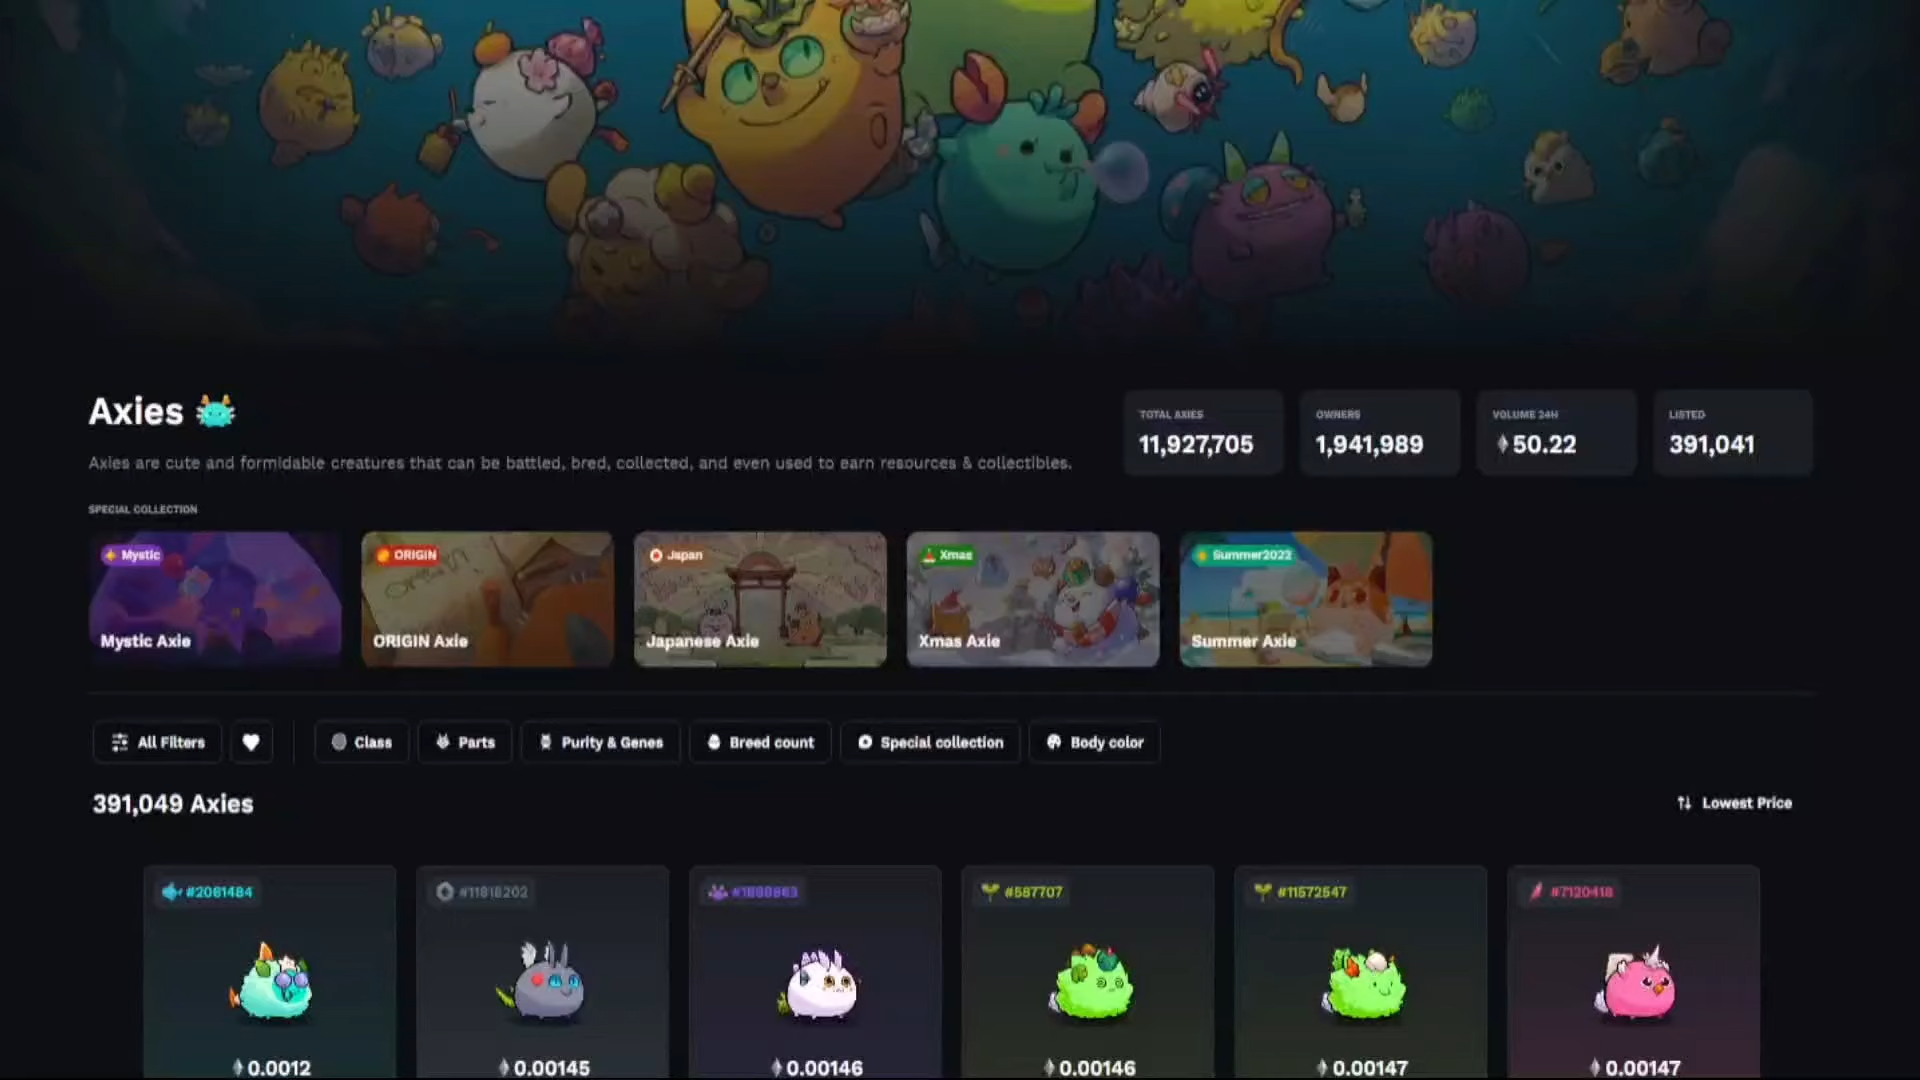 Axies
Axies are cute and formidable creatures that can be battled, bred, collected, and even used to earn resources & collectibles.
TOTAL AXIES
11,927,705
OWNERS
1,941,989
VOLUME 24H
50.22
LISTED
391,041
SPECIAL COLLECTION
Mystic
Mystic Axie
ORIGIN
ORIGIN Axie
Japan
Japanese Axie
Xmas
Xmas Axie
Summer2022
Summer Axie
All Filters
Class
Parts
Purity & Genes
Breed count
Special collection
Body color
391,049 Axies
Lowest Price
#2081484
#11818202
#587707
#11572547
#7120418
0.0012
0.00145
0.00146
0.00146
0.00147
0.00147